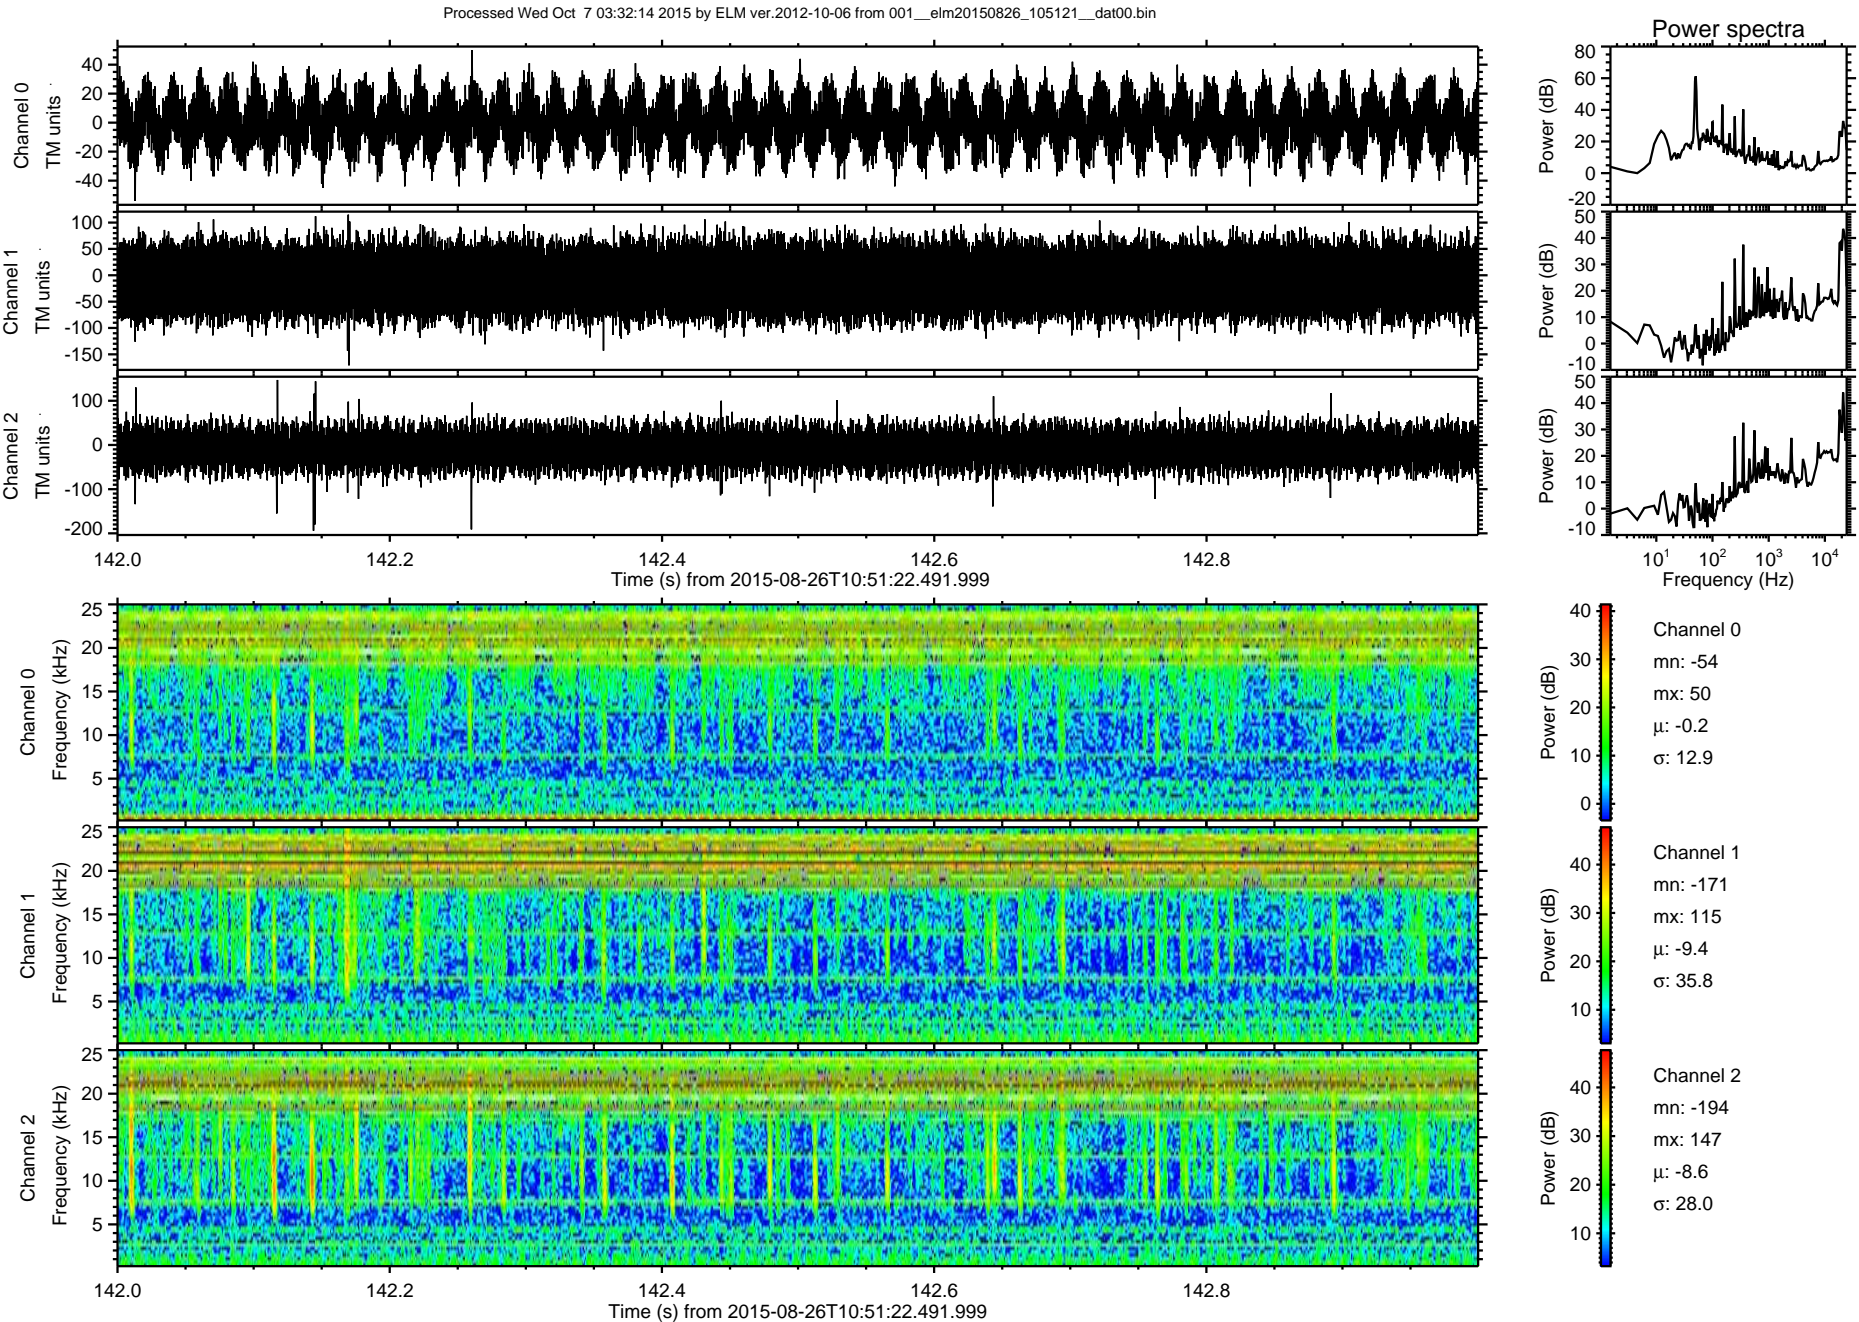 Processed Wed Oct  7 03:32:14 2015 by ELM ver.2012-10-06 from 001__elm20150826_105121__dat00.bin
Power spectra
Channel 0
TM units
40
20
0
-20
-40
Power (dB)
80
60
40
20
0
-20
Channel 1
TM units
100
50
0
-50
-100
-150
Power (dB)
50
40
30
20
10
0
-10
Channel 2
TM units
100
0
-100
-200
Power (dB)
50
40
30
20
10
0
-10
142.0 142.2 142.4 142.6 142.8
Time (s) from 2015-08-26T10:51:22.491.999
10^1 10^2 10^3 10^4
Frequency (Hz)
Channel 0
Frequency (kHz)
25
20
15
10
5
Power (dB)
40
30
20
10
0
Channel 0
mn: -54
mx: 50
μ: -0.2
σ: 12.9
Channel 1
Frequency (kHz)
25
20
15
10
5
Power (dB)
40
30
20
10
Channel 1
mn: -171
mx: 115
μ: -9.4
σ: 35.8
Channel 2
Frequency (kHz)
25
20
15
10
5
Power (dB)
40
30
20
10
Channel 2
mn: -194
mx: 147
μ: -8.6
σ: 28.0
142.0 142.2 142.4 142.6 142.8
Time (s) from 2015-08-26T10:51:22.491.999